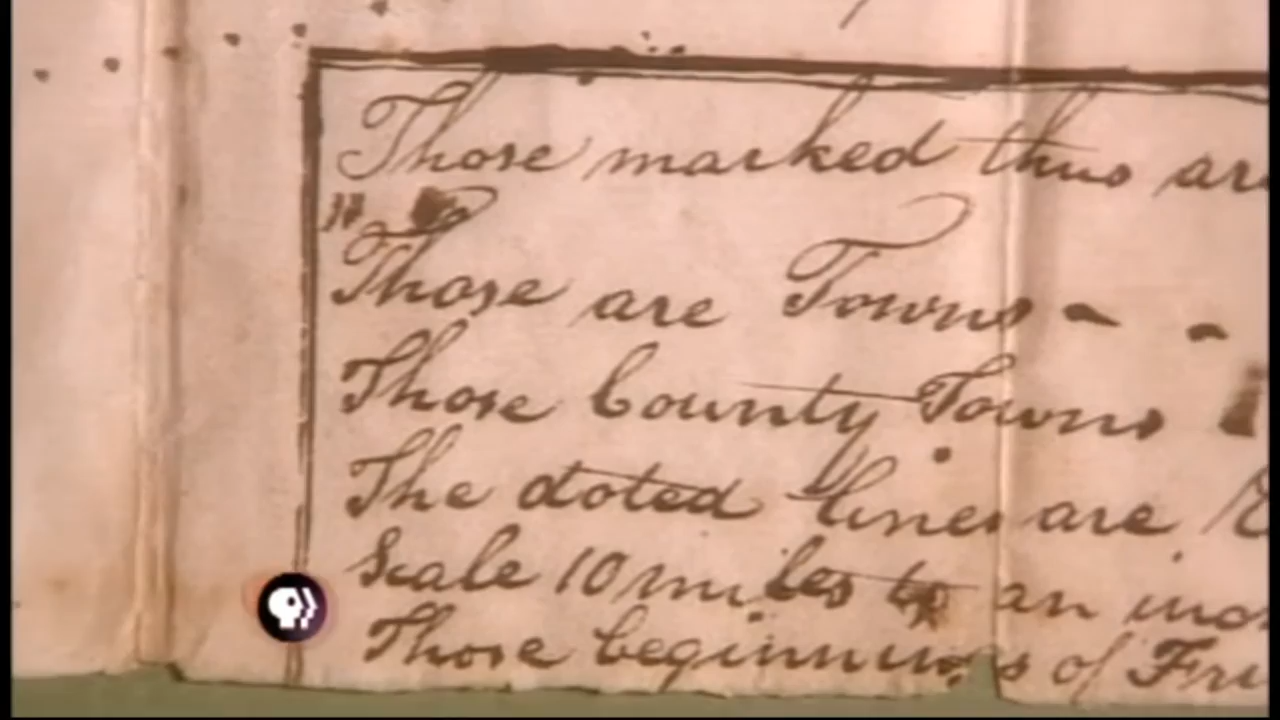 Those marked thus are
"
Those are Towns - -
Those County Towns
The doted lines are
Scale 10 miles to an inch
Those beginnings of